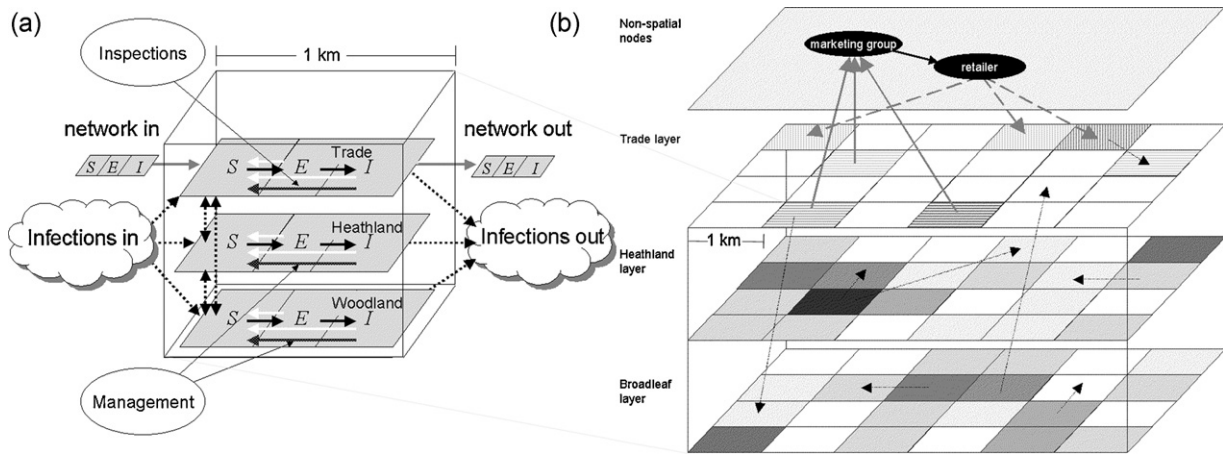 (a)
Inspections
1 km
network in
network out
S E I
Trade
S E I
S E I
Infections in
Heathland
S E I
Infections out
Woodland
S E I
Management
(b)
Non-spatial
nodes
marketing group
retailer
Trade layer
1 km
Heathland
layer
Broadleaf
layer